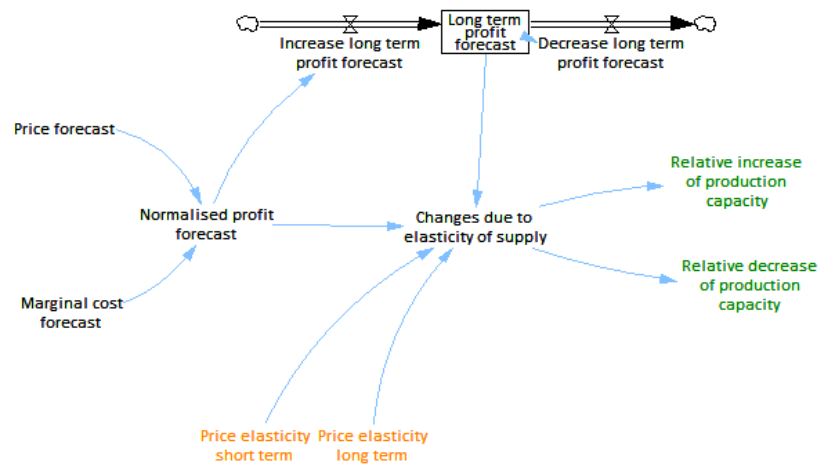 Long term
profit
forecast
Increase long term
profit forecast
Decrease long term
profit forecast
Price forecast
Relative increase
of production
capacity
Normalised profit
forecast
Changes due to
elasticity of supply
Relative decrease
of production
capacity
Marginal cost
forecast
Price elasticity
short term
Price elasticity
long term